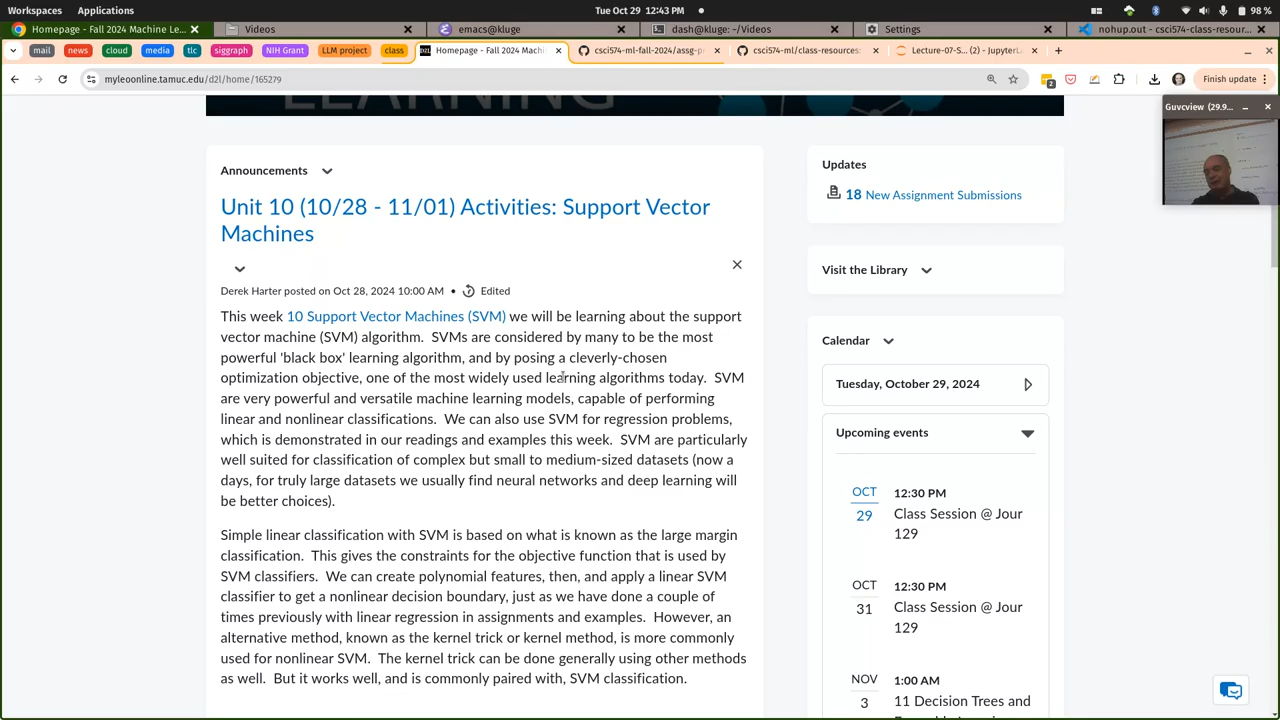 Workspaces Applications Tue Oct 29 12:43 PM 98 %
Homepage - Fall 2024 Machine Le... Videos emacs@kluge dash@kluge: ~/Videos Settings nohup.out - csci574-class-resour...
mail news cloud media tlc siggraph NIH Grant LLM project class Homepage - Fall 2024 Machi csci574-ml-fall-2024/assg-p csci574-ml/class-resources: Lecture-07-S... (2) - JupyterL
myleoonline.tamuc.edu/d2l/home/165279 2 Finish update
Guvcview (29.9...
LEARNING
Announcements
Unit 10 (10/28 - 11/01) Activities: Support Vector
Machines
Derek Harter posted on Oct 28, 2024 10:00 AM • Edited
This week 10 Support Vector Machines (SVM) we will be learning about the support
vector machine (SVM) algorithm. SVMs are considered by many to be the most
powerful 'black box' learning algorithm, and by posing a cleverly-chosen
optimization objective, one of the most widely used learning algorithms today. SVM
are very powerful and versatile machine learning models, capable of performing
linear and nonlinear classifications. We can also use SVM for regression problems,
which is demonstrated in our readings and examples this week. SVM are particularly
well suited for classification of complex but small to medium-sized datasets (now a
days, for truly large datasets we usually find neural networks and deep learning will
be better choices).
Simple linear classification with SVM is based on what is known as the large margin
classification. This gives the constraints for the objective function that is used by
SVM classifiers. We can create polynomial features, then, and apply a linear SVM
classifier to get a nonlinear decision boundary, just as we have done a couple of
times previously with linear regression in assignments and examples. However, an
alternative method, known as the kernel trick or kernel method, is more commonly
used for nonlinear SVM. The kernel trick can be done generally using other methods
as well. But it works well, and is commonly paired with, SVM classification.
Updates
18 New Assignment Submissions
Visit the Library
Calendar
Tuesday, October 29, 2024
Upcoming events
OCT 12:30 PM
29 Class Session @ Jour
129
OCT 12:30 PM
31 Class Session @ Jour
129
NOV 1:00 AM
3 11 Decision Trees and